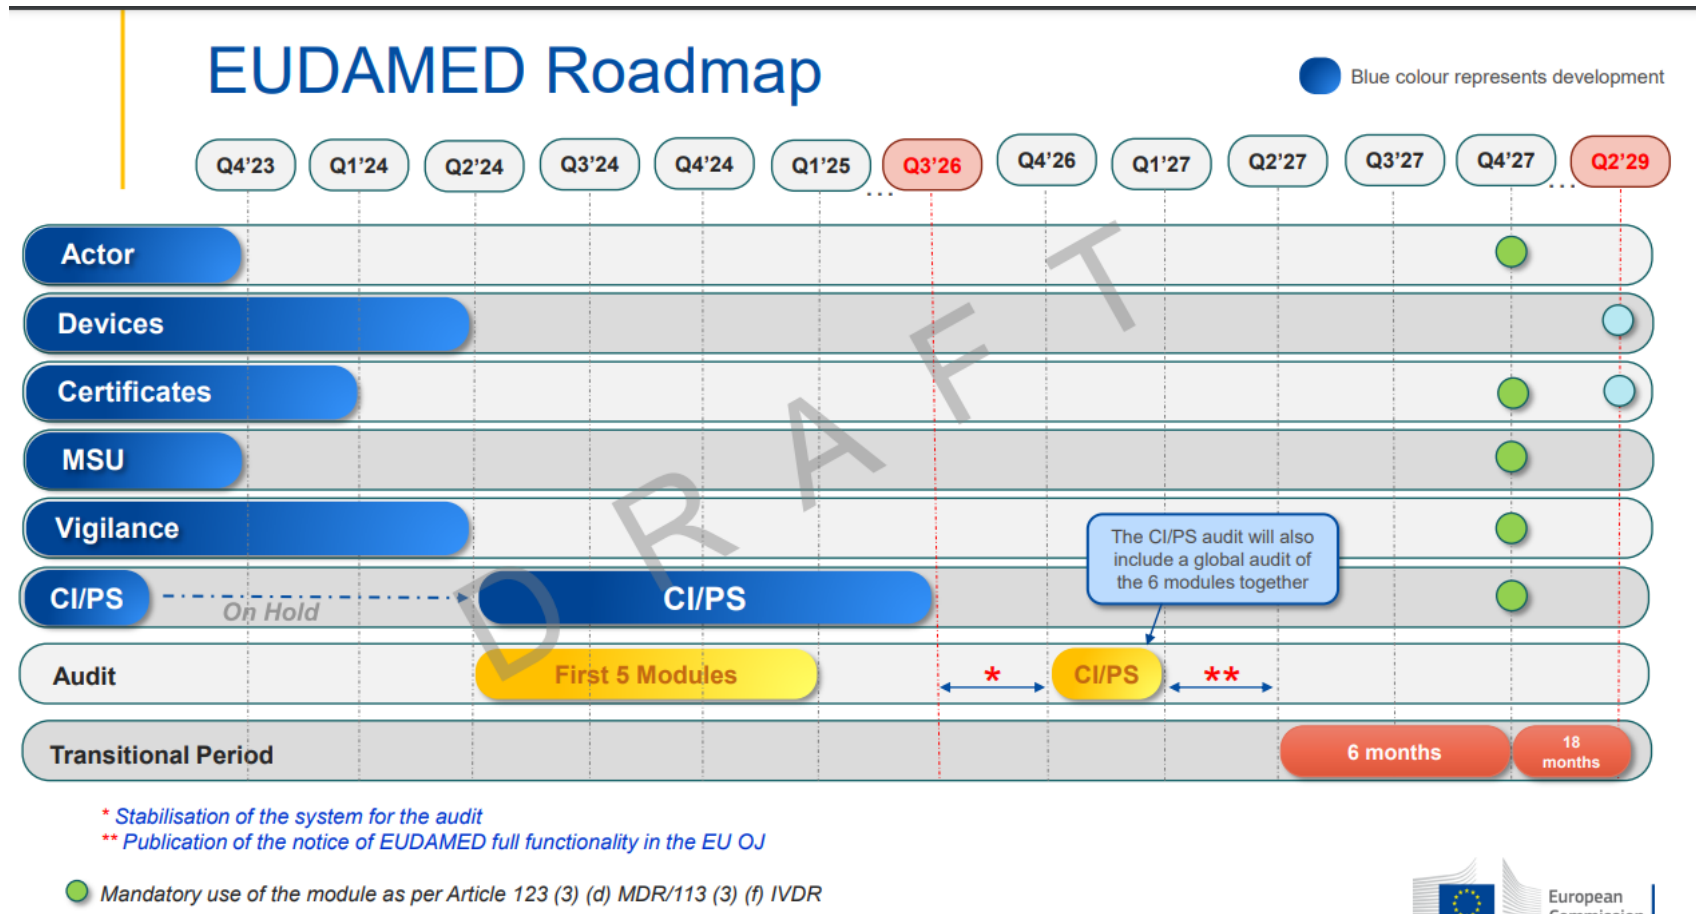 EUDAMED Roadmap
Blue colour represents development
Q4'23
Q1'24
Q2'24
Q3'24
Q4'24
Q1'25
...
Q3'26
Q4'26
Q1'27
Q2'27
Q3'27
Q4'27
...
Q2'29
Actor
Devices
Certificates
MSU
Vigilance
The CI/PS audit will also
include a global audit of
the 6 modules together
CI/PS
On Hold
CI/PS
Audit
First 5 Modules
*
CI/PS
**
Transitional Period
6 months
18
months
DRAFT
* Stabilisation of the system for the audit
** Publication of the notice of EUDAMED full functionality in the EU OJ
Mandatory use of the module as per Article 123 (3) (d) MDR/113 (3) (f) IVDR
European
Commission